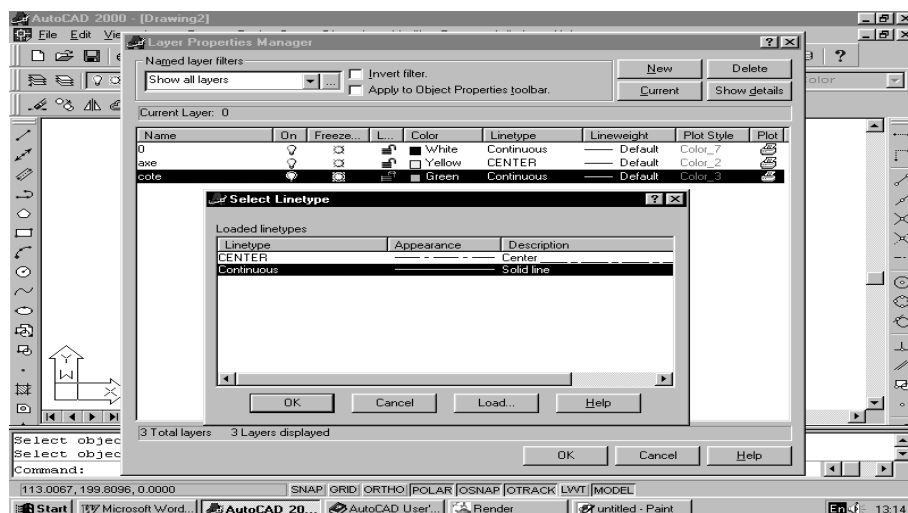 AutoCAD 2000 - [Drawing2]
File Edit Vie
Layer Properties Manager
Named layer filters
Show all layers
...
Invert filter.
Apply to Object Properties toolbar.
New Delete
Current Show details
olor
Current Layer: 0
Name On Freeze... L... Color Linetype Lineweight Plot Style Plot
0 White Continuous Default Color_7
axe Yellow CENTER Default Color_2
cote Green Continuous Default Color_3
Select Linetype
Loaded linetypes
Linetype Appearance Description
CENTER Center
Continuous Solid line
OK Cancel Load... Help
Y
W X
3 Total layers 3 Layers displayed
OK Cancel Help
Select objec
Select objec
Command:
113.0067, 199.8096, 0.0000 SNAP GRID ORTHO POLAR OSNAP OTRACK LWT MODEL
Start Microsoft Word... AutoCAD 20... AutoCAD User'... Render untitled - Paint En 13:14